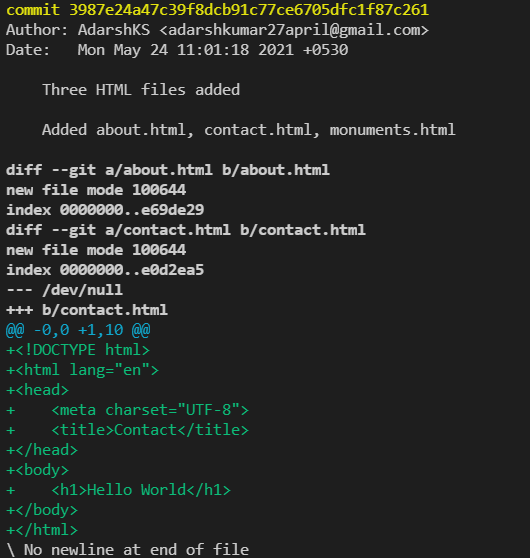 commit 3987e24a47c39f8dcb91c77ce6705dfc1f87c261
Author: AdarshKS <adarshkumar27april@gmail.com>
Date:   Mon May 24 11:01:18 2021 +0530

    Three HTML files added

    Added about.html, contact.html, monuments.html

diff --git a/about.html b/about.html
new file mode 100644
index 0000000..e69de29
diff --git a/contact.html b/contact.html
new file mode 100644
index 0000000..e0d2ea5
--- /dev/null
+++ b/contact.html
@@ -0,0 +1,10 @@
+<!DOCTYPE html>
+<html lang="en">
+<head>
+    <meta charset="UTF-8">
+    <title>Contact</title>
+</head>
+<body>
+    <h1>Hello World</h1>
+</body>
+</html>
\ No newline at end of file